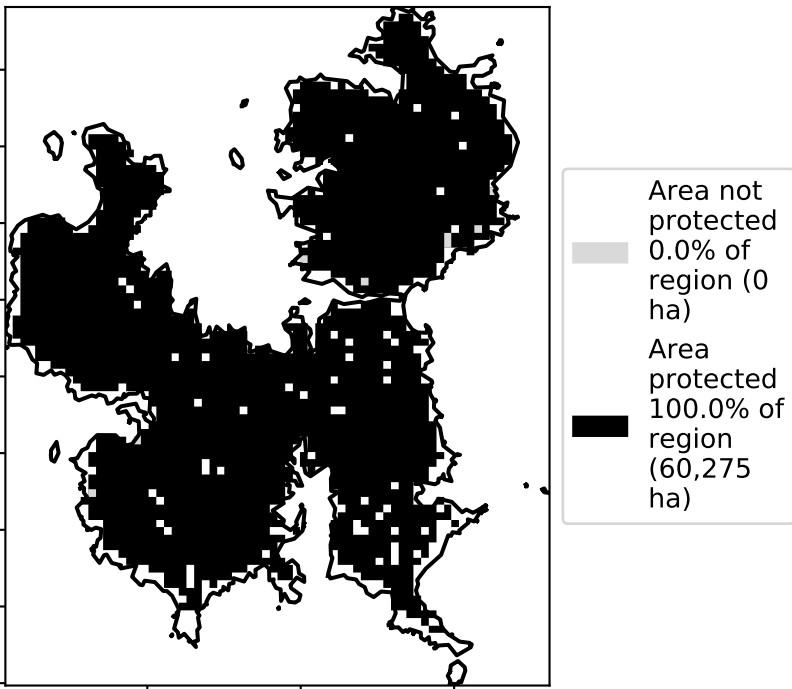 Area not
protected
0.0% of
region (0
ha)
Area
protected
100.0% of
region
(60,275
ha)